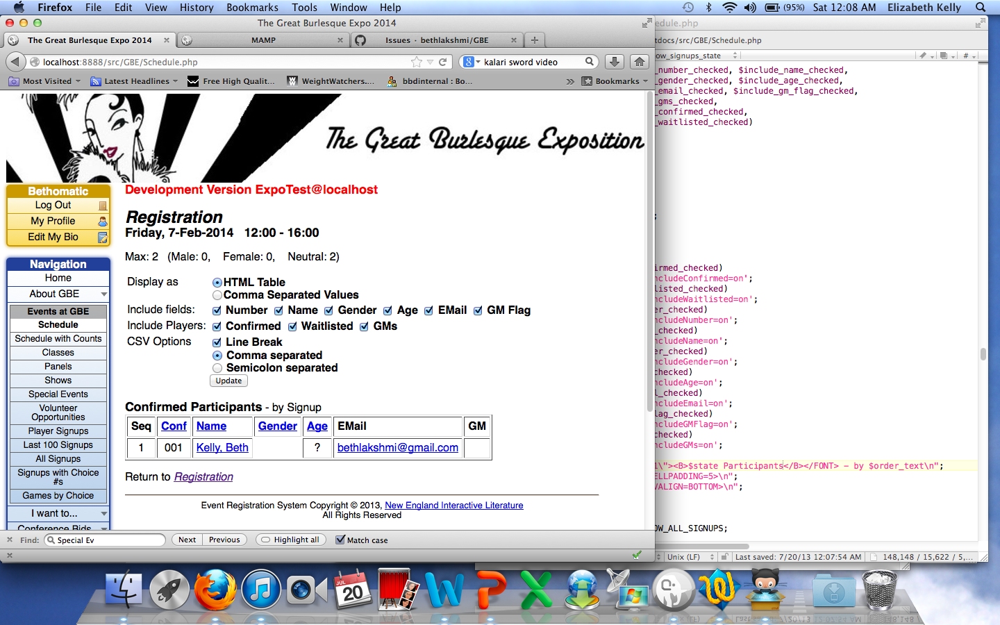 Firefox File Edit View History Bookmarks Tools Window Help (95%) Sat 12:08 AM Elizabeth Kelly
The Great Burlesque Expo 2014
The Great Burlesque Expo 2014 MAMP Issues · bethlakshmi/GBE
localhost:8888/src/GBE/Schedule.php kalari sword video
Most Visited Latest Headlines Free High Qualit... WeightWatchers.... bbdinternal : Bo... » Bookmarks
The Great Burlesque Exposition
Bethomatic
Log Out
My Profile
Edit My Bio
Navigation
Home
About GBE
Events at GBE
Schedule
Schedule with Counts
Classes
Panels
Shows
Special Events
Volunteer
Opportunities
Player Signups
Last 100 Signups
All Signups
Signups with Choice
#s
Games by Choice
I want to...
Conference Bids
Development Version ExpoTest@localhost
Registration
Friday, 7-Feb-2014 12:00 - 16:00
Max: 2 (Male: 0, Female: 0, Neutral: 2)
Display as HTML Table
Comma Separated Values
Include fields: Number Name Gender Age EMail GM Flag
Include Players: Confirmed Waitlisted GMs
CSV Options Line Break
Comma separated
Semicolon separated
Update
Confirmed Participants - by Signup
Seq Conf Name Gender Age EMail GM
1 001 Kelly, Beth ? bethlakshmi@gmail.com
Return to Registration
Event Registration System Copyright © 2013, New England Interactive Literature
All Rights Reserved
Find: Special Ev Next Previous Highlight all Match case
edule.php
tdocs/src/GBE/Schedule.php
ow_signups_state #
_number_checked, $include_name_checked,
_gender_checked, $include_age_checked,
_email_checked, $include_gm_flag_checked,
_gms_checked,
_confirmed_checked,
_waitlisted_checked)
;
irmed_checked)
includeConfirmed=on';
listed_checked)
includeWaitlisted=on';
er_checked)
includeNumber=on';
_checked)
includeName=on';
er_checked)
includeGender=on';
checked)
includeAge=on';
l_checked)
includeEmail=on';
lag_checked)
includeGMFlag=on';
checked)
includeGMs=on';
1\"><B>$state Participants</B></FONT> - by $order_text\n";
ELLPADDING=5>\n";
VALIGN=BOTTOM>\n";
OW_ALL_SIGNUPS;
Unix (LF) Last saved: 7/20/13 12:07:54 AM 148,148 / 15,622 / 5,...
JUL
20